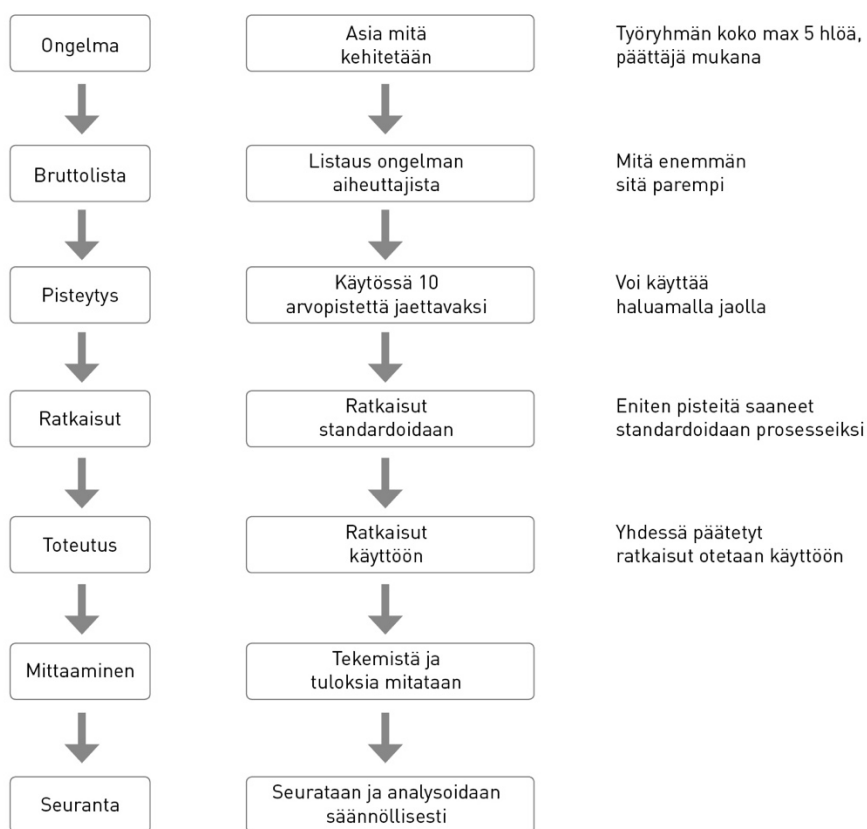 Ongelma
Asia mitä
kehitetään
Työryhmän koko max 5 hlöä,
päättäjä mukana
Bruttolista
Listaus ongelman
aiheuttajista
Mitä enemmän
sitä parempi
Pisteytys
Käytössä 10
arvopistettä jaettavaksi
Voi käyttää
haluamalla jaolla
Ratkaisut
Ratkaisut
standardoidaan
Eniten pisteitä saaneet
standardoidaan prosesseiksi
Toteutus
Ratkaisut
käyttöön
Yhdessä päätetyt
ratkaisut otetaan käyttöön
Mittaaminen
Tekemistä ja
tuloksia mitataan
Seuranta
Seurataan ja analysoidaan
säännöllisesti